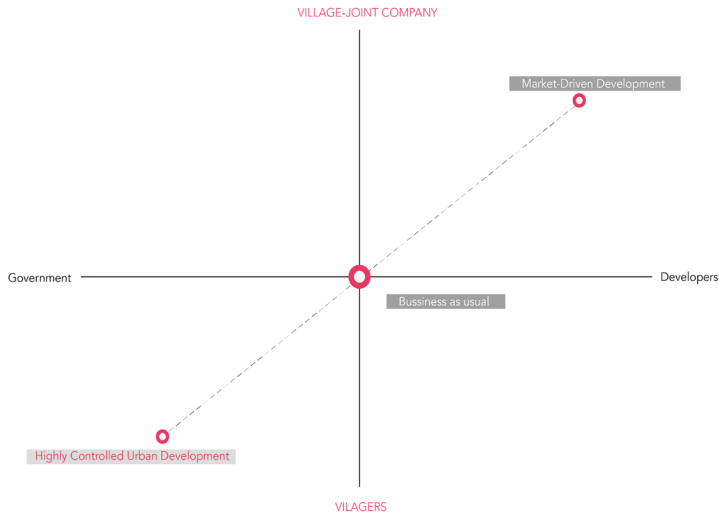 VILLAGE-JOINT COMPANY
Market-Driven Development
Government
Developers
Bussiness as usual
Highly Controlled Urban Development
VILAGERS